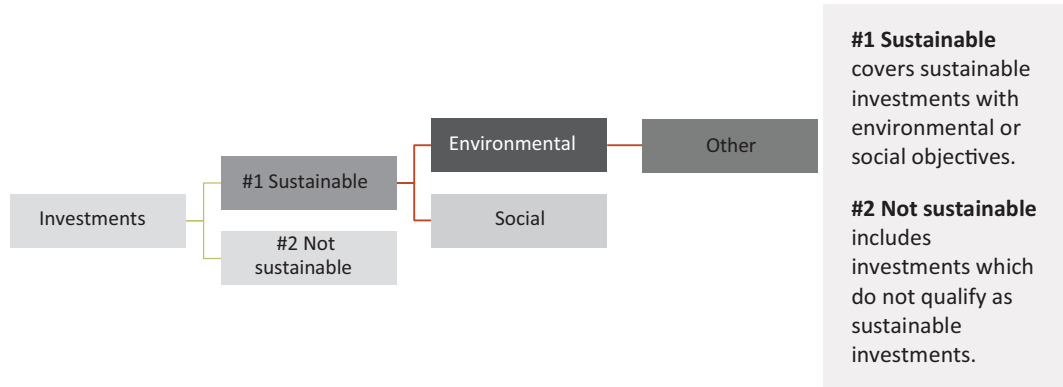 Investments
#1 Sustainable
#2 Not
sustainable
Environmental
Social
Other
#1 Sustainable
covers sustainable
investments with
environmental or
social objectives.
#2 Not sustainable
includes
investments which
do not qualify as
sustainable
investments.